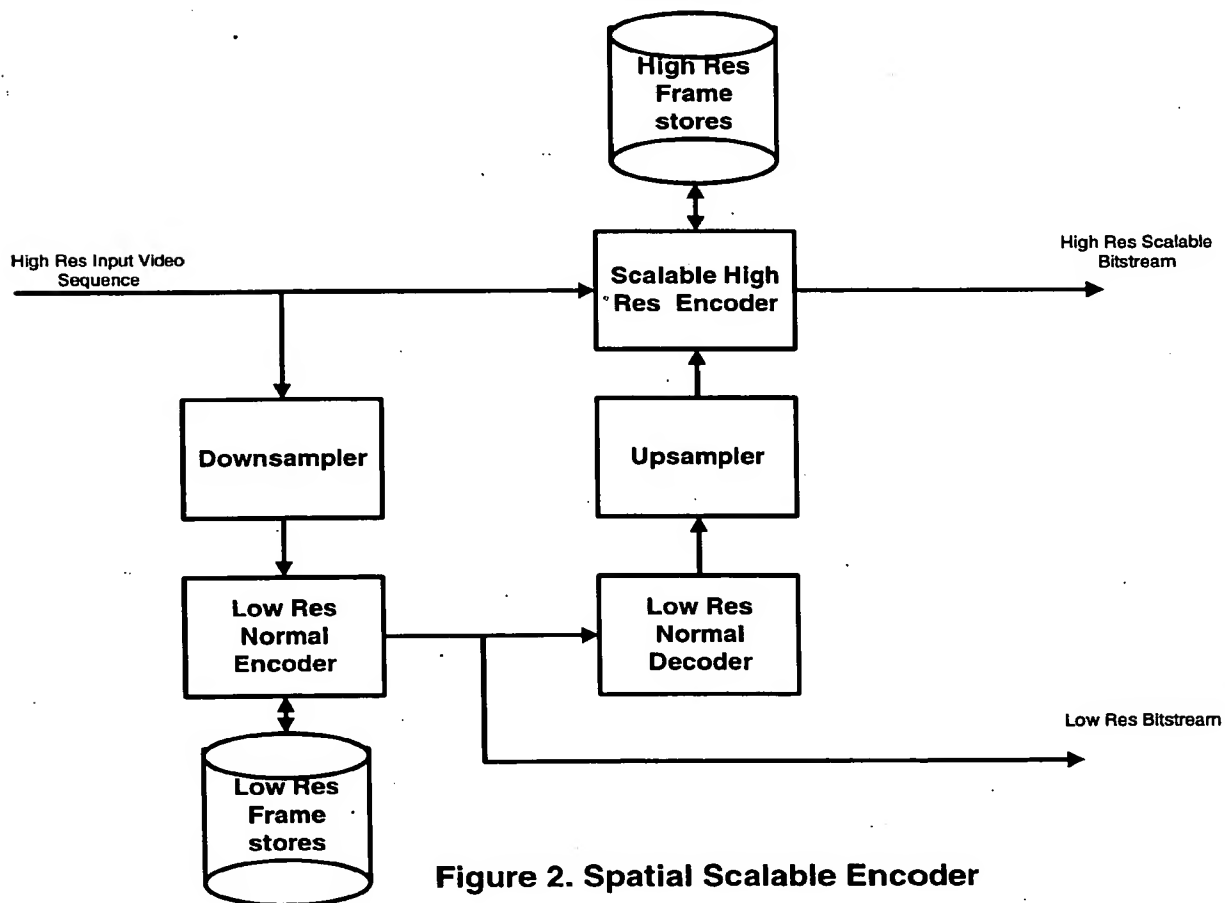 High Res
Frame
stores
High Res Input Video
Sequence
Scalable High
Res Encoder
High Res Scalable
Bitstream
Downsampler
Upsampler
Low Res
Normal
Encoder
Low Res
Normal
Decoder
Low Res Bitstream
Low Res
Frame
stores
Figure 2. Spatial Scalable Encoder